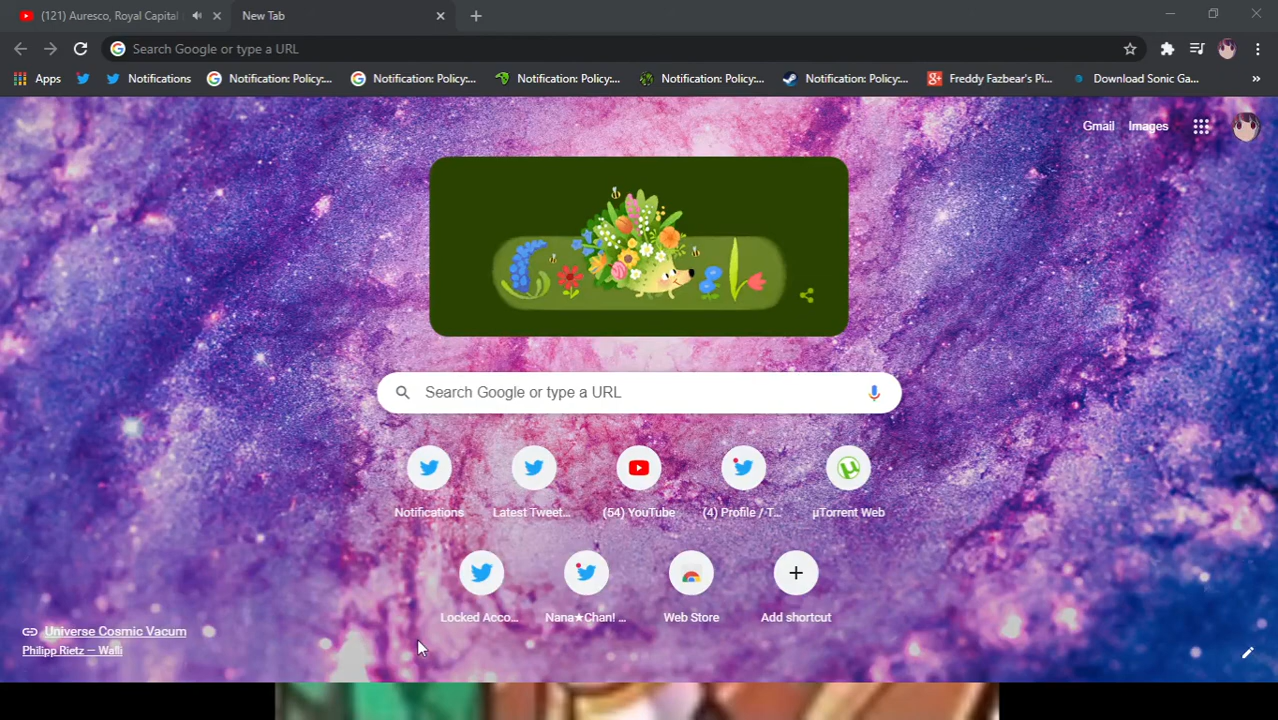 (121) Auresco, Royal Capital
New Tab
Search Google or type a URL
Apps
Notifications
Notification: Policy:...
Notification: Policy:...
Notification: Policy:...
Notification: Policy:...
Notification: Policy:...
Freddy Fazbear's Pi...
Download Sonic Ga...
Gmail
Images
Search Google or type a URL
Notifications
Latest Tweet...
(54) YouTube
(4) Profile / T...
µTorrent Web
Locked Acco...
Nana★Chan! ...
Web Store
Add shortcut
Universe Cosmic Vacum
Philipp Rietz — Walli